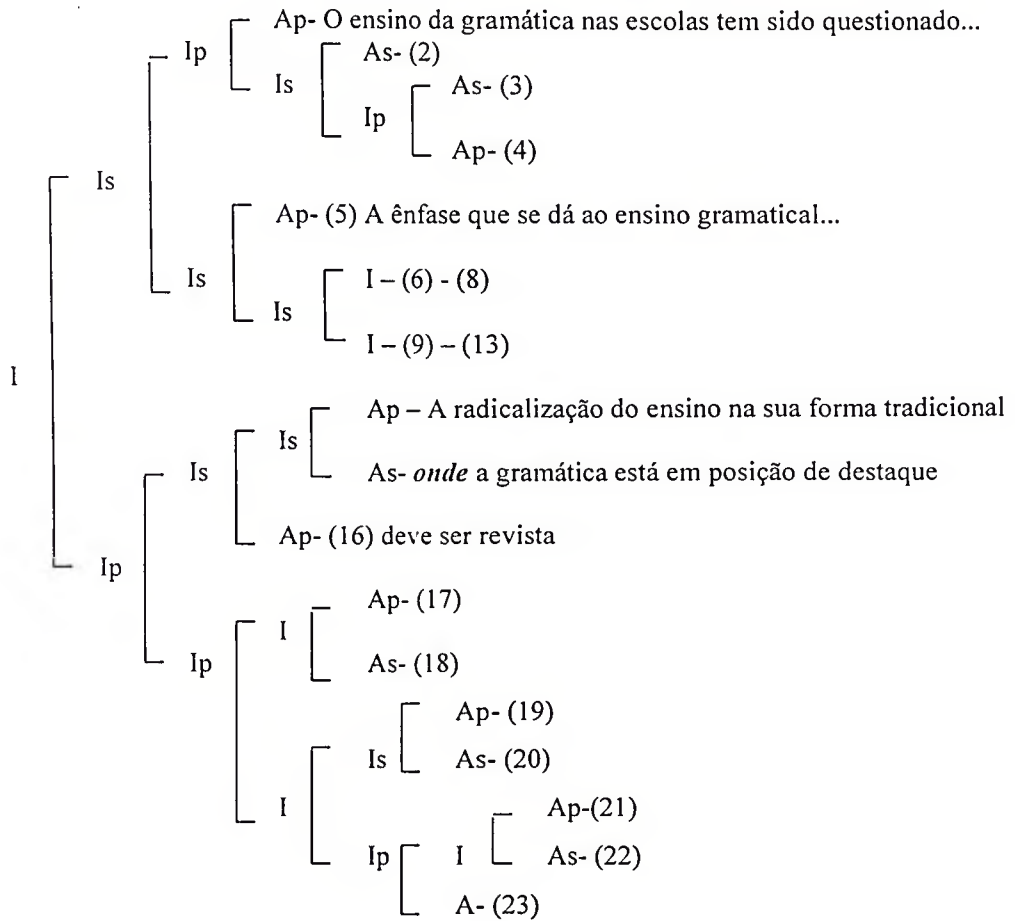 Ap- O ensino da gramática nas escolas tem sido questionado...
Ip
As- (2)
Is
As- (3)
Ip
Ap- (4)
Is
Ap- (5) A ênfase que se dá ao ensino gramatical...
Is
I – (6) - (8)
Is
I – (9) – (13)
I
Ap – A radicalização do ensino na sua forma tradicional
Is
As- onde a gramática está em posição de destaque
Is
Ap- (16) deve ser revista
Ip
Ap- (17)
I
As- (18)
Ip
Ap- (19)
Is
As- (20)
I
Ap-(21)
Ip I As- (22)
A- (23)